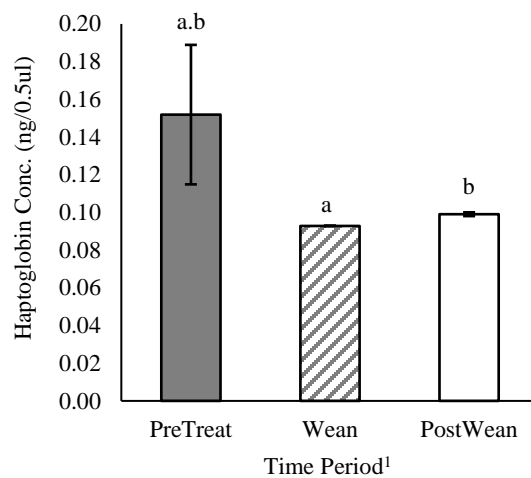 Haptoglobin Conc. (ng/0.5ul)
0.20
0.18
0.16
0.14
0.12
0.10
0.08
0.06
0.04
0.02
0.00
a.b
a
b
PreTreat Wean PostWean
Time Period¹